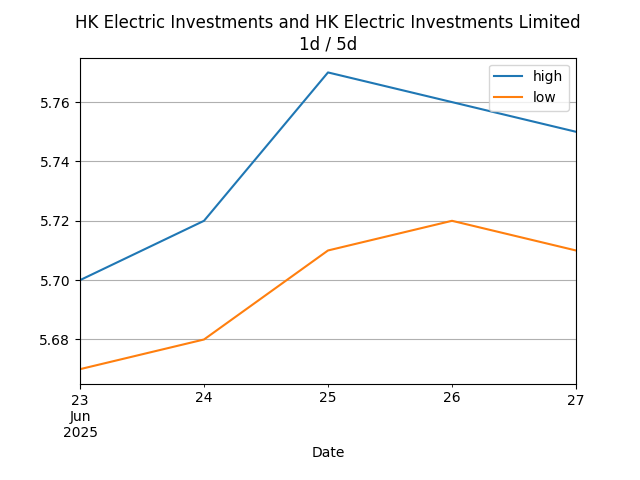 HK Electric Investments and HK Electric Investments Limited
1d / 5d
high
low
5.76
5.74
5.72
5.70
5.68
23 24 25 26 27
Jun
2025
Date